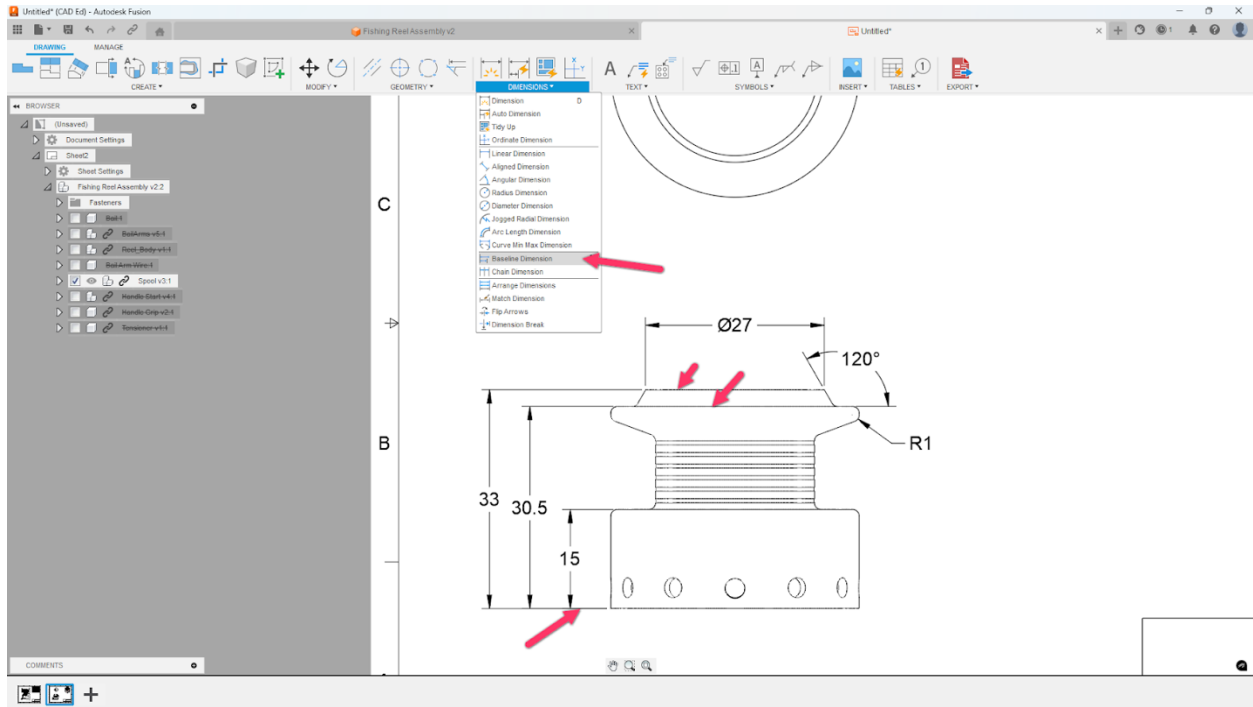 Untitled* (CAD Ed) - Autodesk Fusion
Fishing Reel Assembly v2
Untitled*
1
DRAWING MANAGE
CREATE MODIFY GEOMETRY DIMENSIONS TEXT SYMBOLS INSERT TABLES EXPORT
BROWSER
(Unsaved)
Document Settings
Sheet2
Sheet Settings
Fishing Reel Assembly v2.2
Fasteners
Bail:1
BailArms v5:1
Reel_Body v1:1
Bail Arm Wire:1
Spool v3:1
Handle Start v4:1
Handle Grip v2:1
Tensioner v1:1
Dimension D
Auto Dimension
Tidy Up
Ordinate Dimension
Linear Dimension
Aligned Dimension
Angular Dimension
Radius Dimension
Diameter Dimension
Jogged Radial Dimension
Arc Length Dimension
Curve Min Max Dimension
Baseline Dimension
Chain Dimension
Arrange Dimensions
Match Dimension
Flip Arrows
Dimension Break
C
Ø27
120°
B
R1
33
30.5
15
COMMENTS